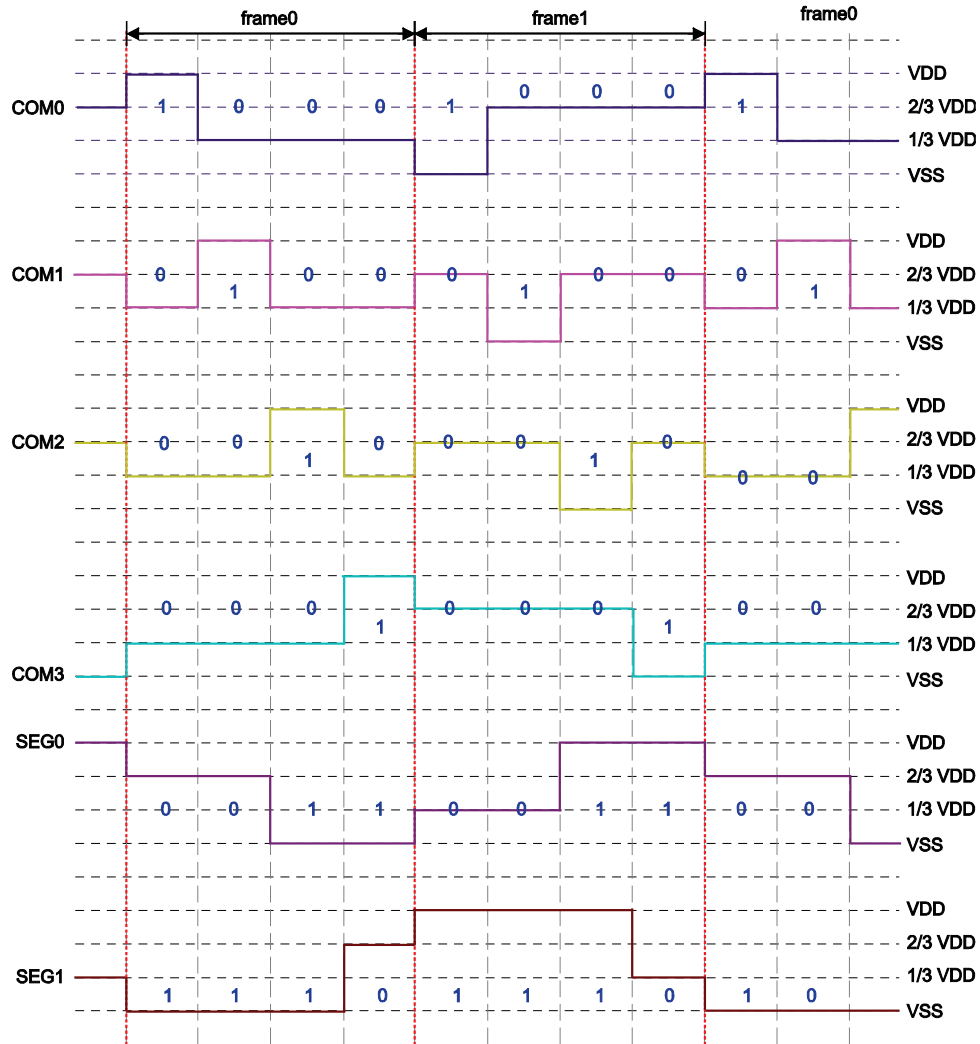 frame0 frame1 frame0
VDD
COM0 1 0 0 0 1 0 0 0 1 2/3 VDD
1/3 VDD
VSS
VDD
COM1 0 1 0 0 0 1 0 0 0 1 2/3 VDD
1/3 VDD
VSS
VDD
COM2 0 0 1 0 0 0 1 0 0 0 2/3 VDD
1/3 VDD
VSS
VDD
0 0 0 1 0 0 0 1 0 0 2/3 VDD
1/3 VDD
COM3 VSS
SEG0 VDD
2/3 VDD
0 0 1 1 0 0 1 1 0 0 1/3 VDD
VSS
VDD
2/3 VDD
SEG1 1/3 VDD
1 1 1 0 1 1 1 0 1 0
VSS